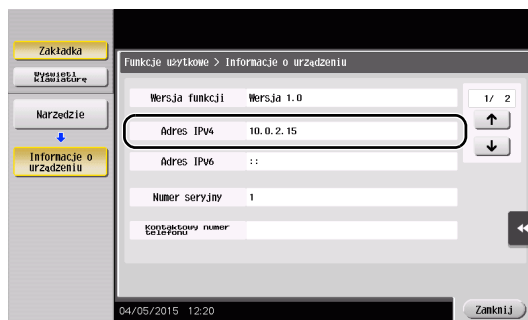 Zakładka
Wyświetl
klawiaturę
Narzędzie
Informacje o
urządzeniu
Funkcje użytkowe > Informacje o urządzeniu
Wersja funkcji Wersja 1.0
1/ 2
Adres IPv4 10.0.2.15
Adres IPv6 ::
Numer seryjny 1
Kontaktowy numer
telefonu
04/05/2015 12:20
Zamknij